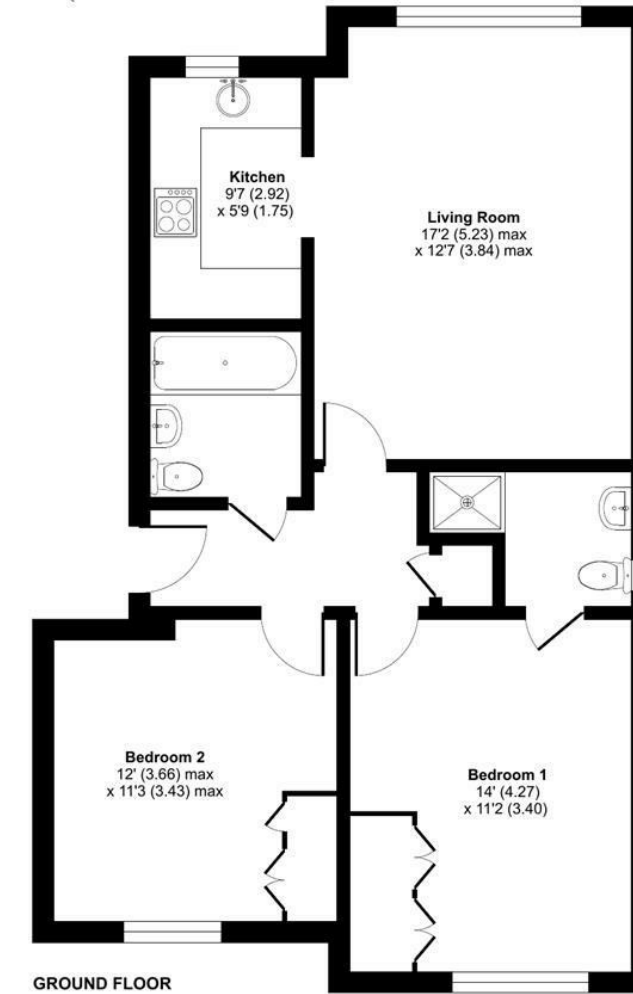 Kitchen
9'7 (2.92)
x 5'9 (1.75)
Living Room
17'2 (5.23) max
x 12'7 (3.84) max
Bedroom 2
12' (3.66) max
x 11'3 (3.43) max
Bedroom 1
14' (4.27)
x 11'2 (3.40)
GROUND FLOOR